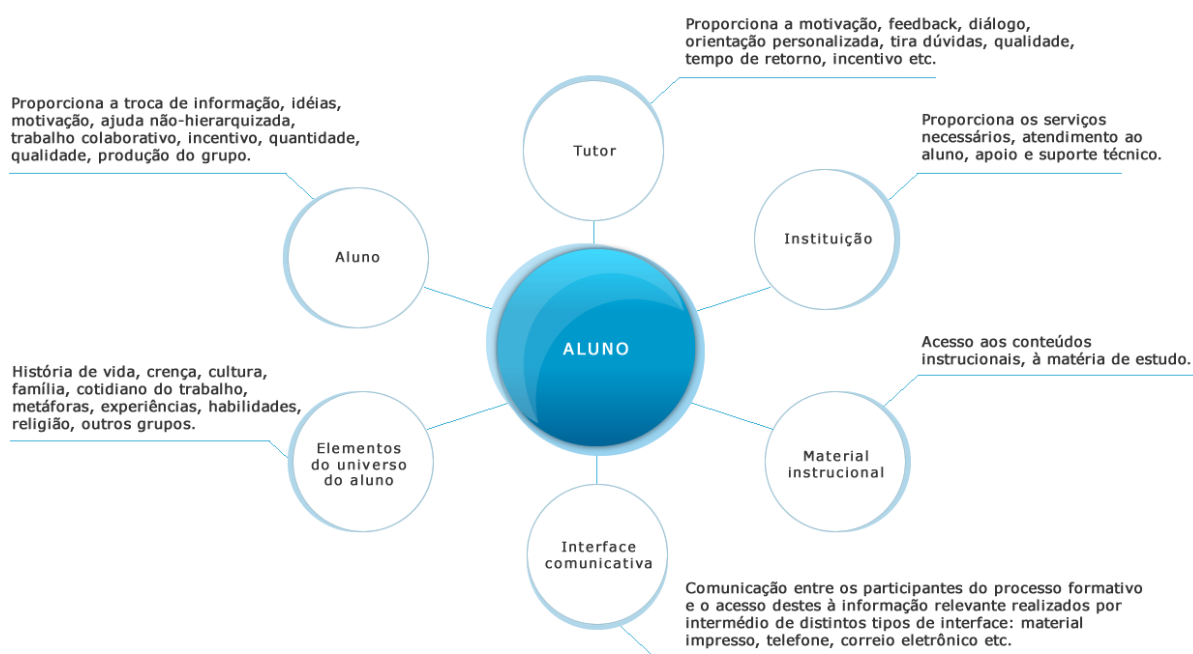 Proporciona a motivação, feedback, diálogo,
orientação personalizada, tira dúvidas, qualidade,
tempo de retorno, incentivo etc.
Tutor
Proporciona a troca de informação, idéias,
motivação, ajuda não-hierarquizada,
trabalho colaborativo, incentivo, quantidade,
qualidade, produção do grupo.
Aluno
Proporciona os serviços
necessários, atendimento ao
aluno, apoio e suporte técnico.
Instituição
ALUNO
História de vida, crença, cultura,
família, cotidiano do trabalho,
metáforas, experiências, habilidades,
religião, outros grupos.
Elementos
do universo
do aluno
Acesso aos conteúdos
instrucionais, à matéria de estudo.
Material
instrucional
Interface
comunicativa
Comunicação entre os participantes do processo formativo
e o acesso destes à informação relevante realizados por
intermédio de distintos tipos de interface: material
impresso, telefone, correio eletrônico etc.